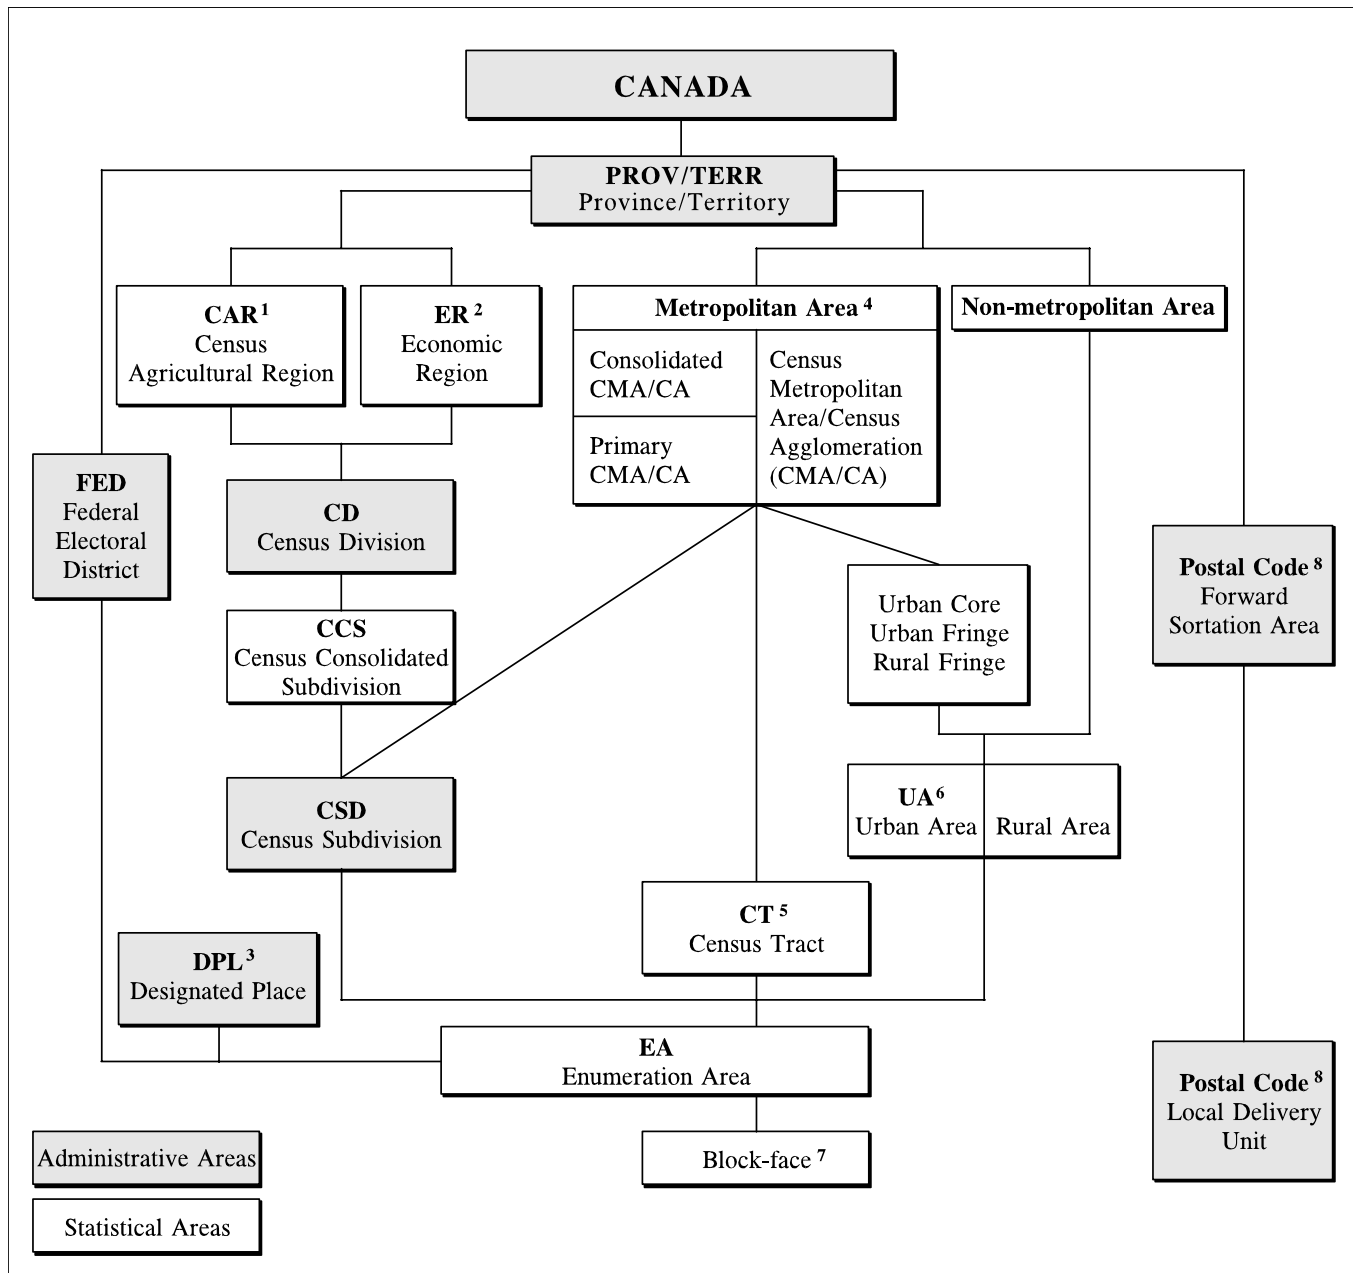 CANADA
PROV/TERR
Province/Territory
CAR 1
Census
Agricultural Region
ER 2
Economic
Region
Metropolitan Area 4
Consolidated
CMA/CA
Primary
CMA/CA
Census
Metropolitan
Area/Census
Agglomeration
(CMA/CA)
Non-metropolitan Area
FED
Federal
Electoral
District
CD
Census Division
Postal Code 8
Forward
Sortation Area
CCS
Census Consolidated
Subdivision
Urban Core
Urban Fringe
Rural Fringe
CSD
Census Subdivision
UA 6
Urban Area
Rural Area
CT 5
Census Tract
DPL 3
Designated Place
EA
Enumeration Area
Postal Code 8
Local Delivery
Unit
Block-face 7
Administrative Areas
Statistical Areas